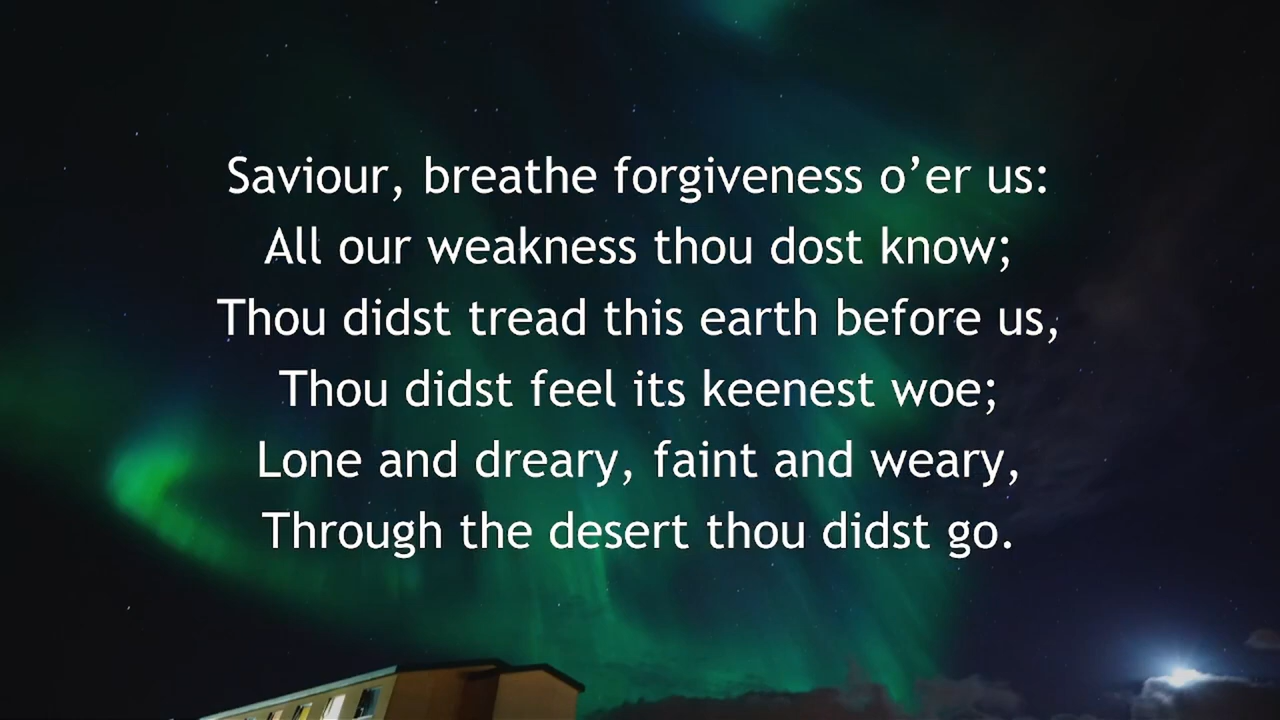 Saviour, breathe forgiveness o’er us:
All our weakness thou dost know;
Thou didst tread this earth before us,
Thou didst feel its keenest woe;
Lone and dreary, faint and weary,
Through the desert thou didst go.